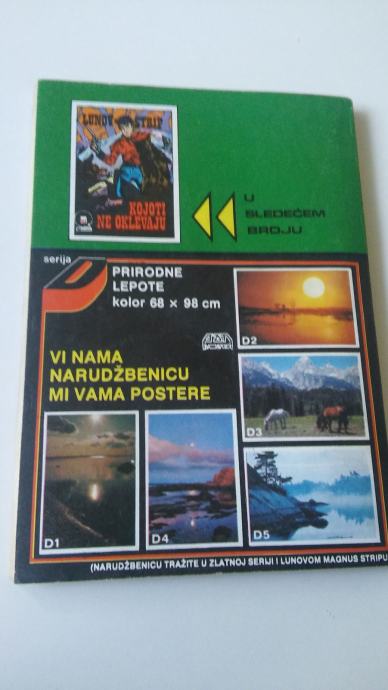 LUNOV STRIP
KOJOTI
NE OKLEVAJU
U
SLEDEĆEM
BROJU
serija
D
PRIRODNE
LEPOTE
kolor 68 × 98 cm
VI NAMA
NARUDŽBENICU
MI VAMA POSTERE
D2
D3
D1
D4
D5
(NARUDŽBENICU TRAŽITE U ZLATNOJ SERIJI I LUNOVOM MAGNUS STRIPU